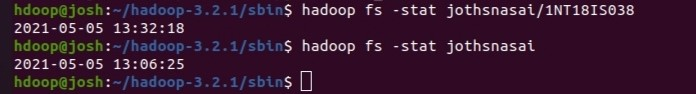 hdoop@josh:~/hadoop-3.2.1/sbin$ hadoop fs -stat jothsnasai/1NT18IS038
2021-05-05 13:32:18
hdoop@josh:~/hadoop-3.2.1/sbin$ hadoop fs -stat jothsnasai
2021-05-05 13:06:25
hdoop@josh:~/hadoop-3.2.1/sbin$